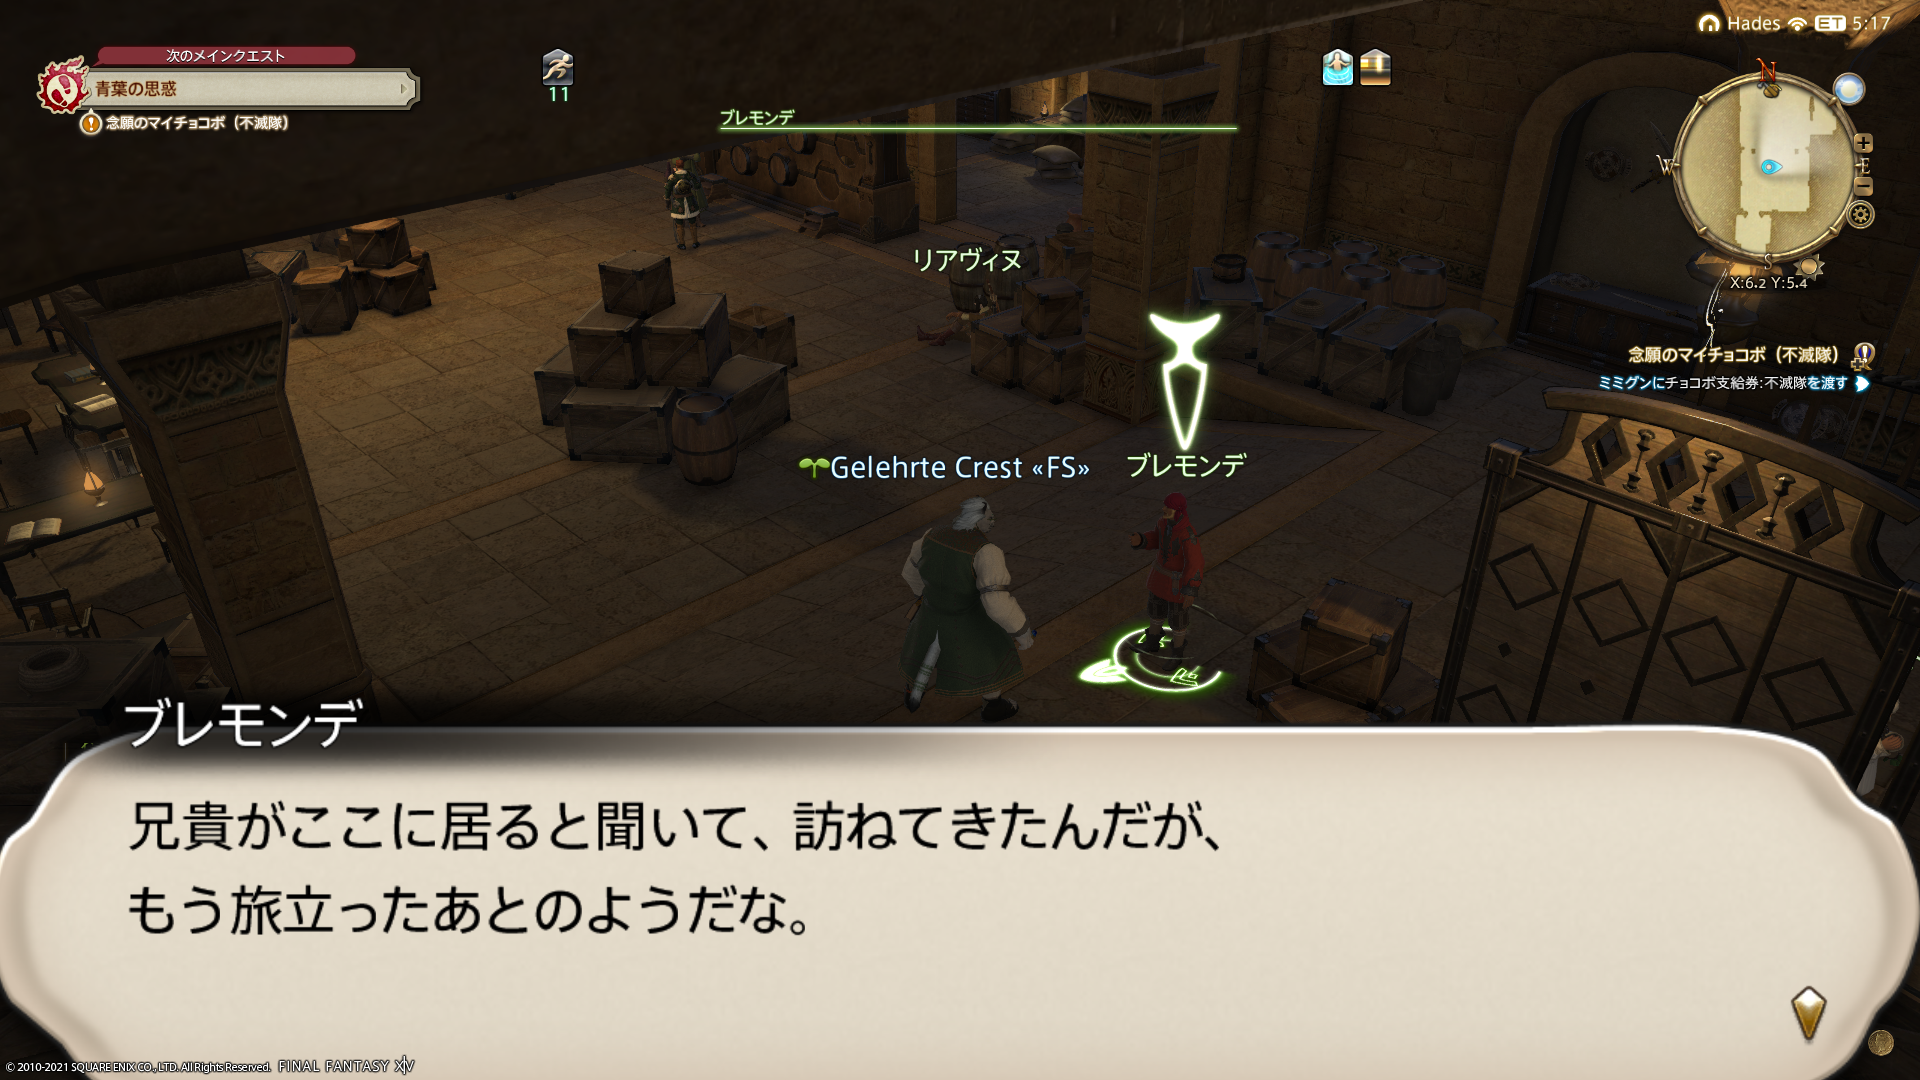 Hades ET 5:17
次のメインクエスト
青葉の思惑
念願のマイチョコボ（不滅隊）
11
ブレモンデ
N
W
E
S
X:6.2 Y:5.4
リアヴィヌ
念願のマイチョコボ（不滅隊）
ミミグンにチョコボ支給券:不滅隊を渡す
Gelehrte Crest «FS»
ブレモンデ
ブレモンデ
兄貴がここに居ると聞いて、訪ねてきたんだが、
もう旅立ったあとのようだな。
© 2010-2021 SQUARE ENIX CO., LTD. All Rights Reserved. FINAL FANTASY XIV